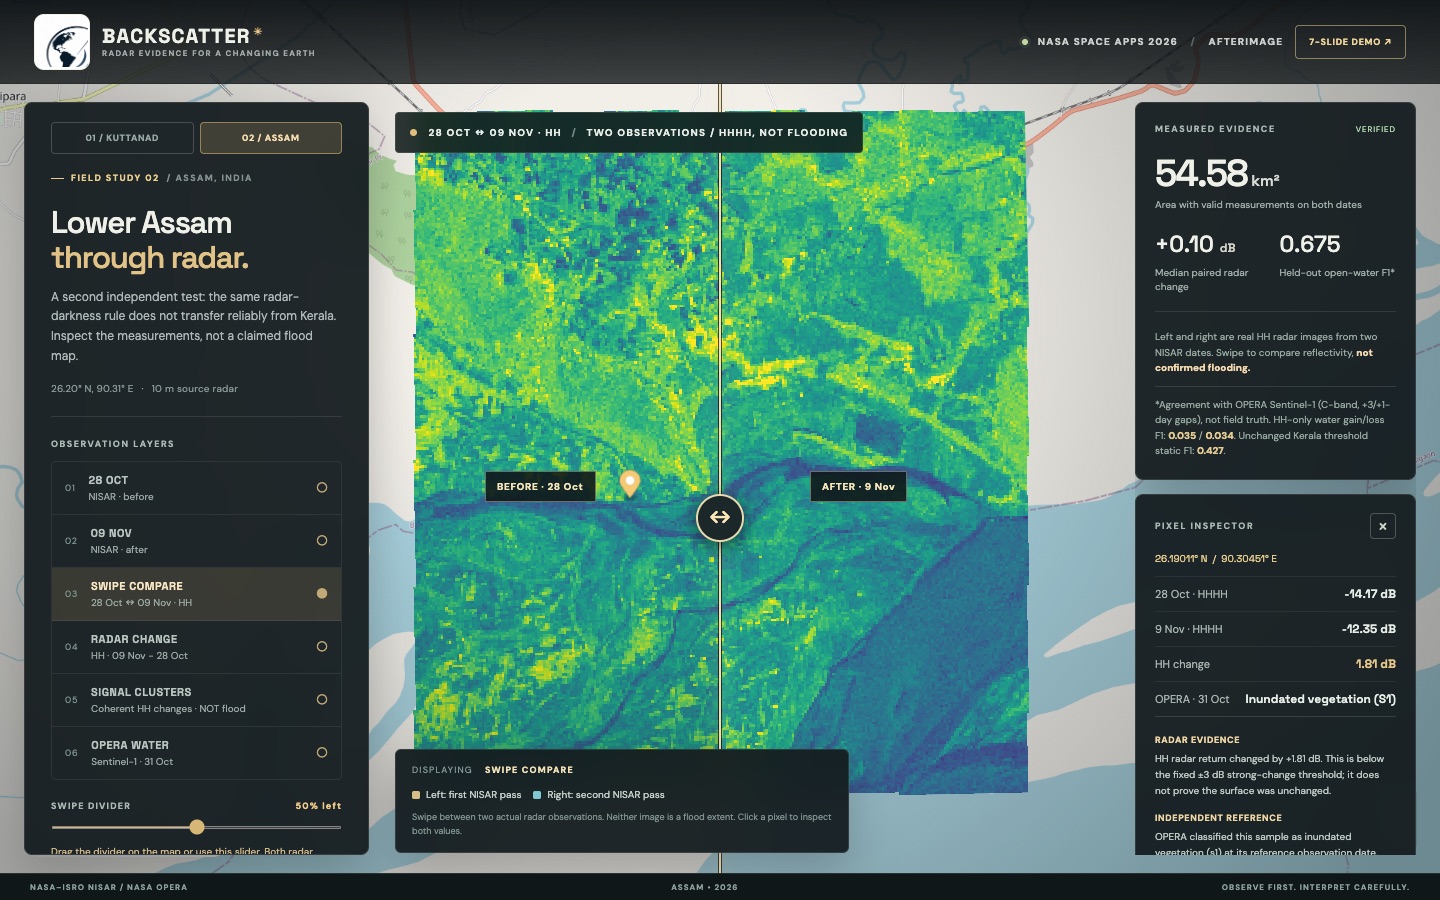 BACKSCATTER*
RADAR EVIDENCE FOR A CHANGING EARTH
NASA SPACE APPS 2026 / AFTERIMAGE
7-SLIDE DEMO ↗
ipara
01 / KUTTANAD
02 / ASSAM
FIELD STUDY 02 / ASSAM, INDIA
Lower Assam
through radar.
A second independent test: the same radar-
darkness rule does not transfer reliably from Kerala.
Inspect the measurements, not a claimed flood
map.
26.20° N, 90.31° E · 10 m source radar
OBSERVATION LAYERS
01 28 OCT
NISAR · before
02 09 NOV
NISAR · after
03 SWIPE COMPARE
28 Oct ↔ 09 Nov · HH
04 RADAR CHANGE
HH · 09 Nov − 28 Oct
05 SIGNAL CLUSTERS
Coherent HH changes · NOT flood
06 OPERA WATER
Sentinel-1 · 31 Oct
SWIPE DIVIDER 50% left
Drag the divider on the map or use this slider. Both radar
28 OCT ↔ 09 NOV · HH / TWO OBSERVATIONS / HHHH, NOT FLOODING
BEFORE · 28 Oct
AFTER · 9 Nov
DISPLAYING SWIPE COMPARE
Left: first NISAR pass Right: second NISAR pass
Swipe between two actual radar observations. Neither image is a flood extent. Click a pixel to inspect
both values.
MEASURED EVIDENCE VERIFIED
54.58 km²
Area with valid measurements on both dates
+0.10 dB
Median paired radar
change
0.675
Held-out open-water F1*
Left and right are real HH radar images from two
NISAR dates. Swipe to compare reflectivity, not
confirmed flooding.
*Agreement with OPERA Sentinel-1 (C-band, +3/+1-
day gaps), not field truth. HH-only water gain/loss
F1: 0.035 / 0.034. Unchanged Kerala threshold
static F1: 0.427.
PIXEL INSPECTOR ×
26.19011° N / 90.30451° E
28 Oct · HHHH -14.17 dB
9 Nov · HHHH -12.35 dB
HH change 1.81 dB
OPERA · 31 Oct Inundated vegetation (S1)
RADAR EVIDENCE
HH radar return changed by +1.81 dB. This is below
the fixed ±3 dB strong-change threshold; it does
not prove the surface was unchanged.
INDEPENDENT REFERENCE
OPERA classified this sample as inundated
vegetation (s1) at its reference observation date.
NASA–ISRO NISAR / NASA OPERA
ASSAM • 2026
OBSERVE FIRST. INTERPRET CAREFULLY.